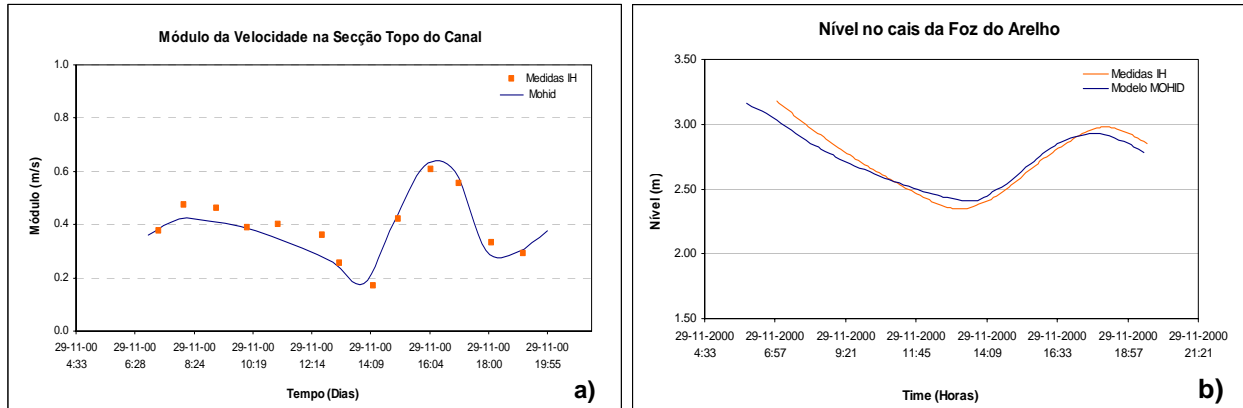 Módulo da Velocidade na Secção Topo do Canal
Medidas IH
Mohid
Módulo (m/s)
1.0
0.8
0.6
0.4
0.2
0.0
29-11-00 29-11-00 29-11-00 29-11-00 29-11-00 29-11-00 29-11-00 29-11-00 29-11-00
4:33 6:28 8:24 10:19 12:14 14:09 16:04 18:00 19:55
Tempo (Dias)
a)
Nível no cais da Foz do Arelho
Medidas IH
Modelo MOHID
Nível (m)
3.50
3.00
2.50
2.00
1.50
29-11-2000 29-11-2000 29-11-2000 29-11-2000 29-11-2000 29-11-2000 29-11-2000 29-11-2000
4:33 6:57 9:21 11:45 14:09 16:33 18:57 21:21
Time (Horas)
b)